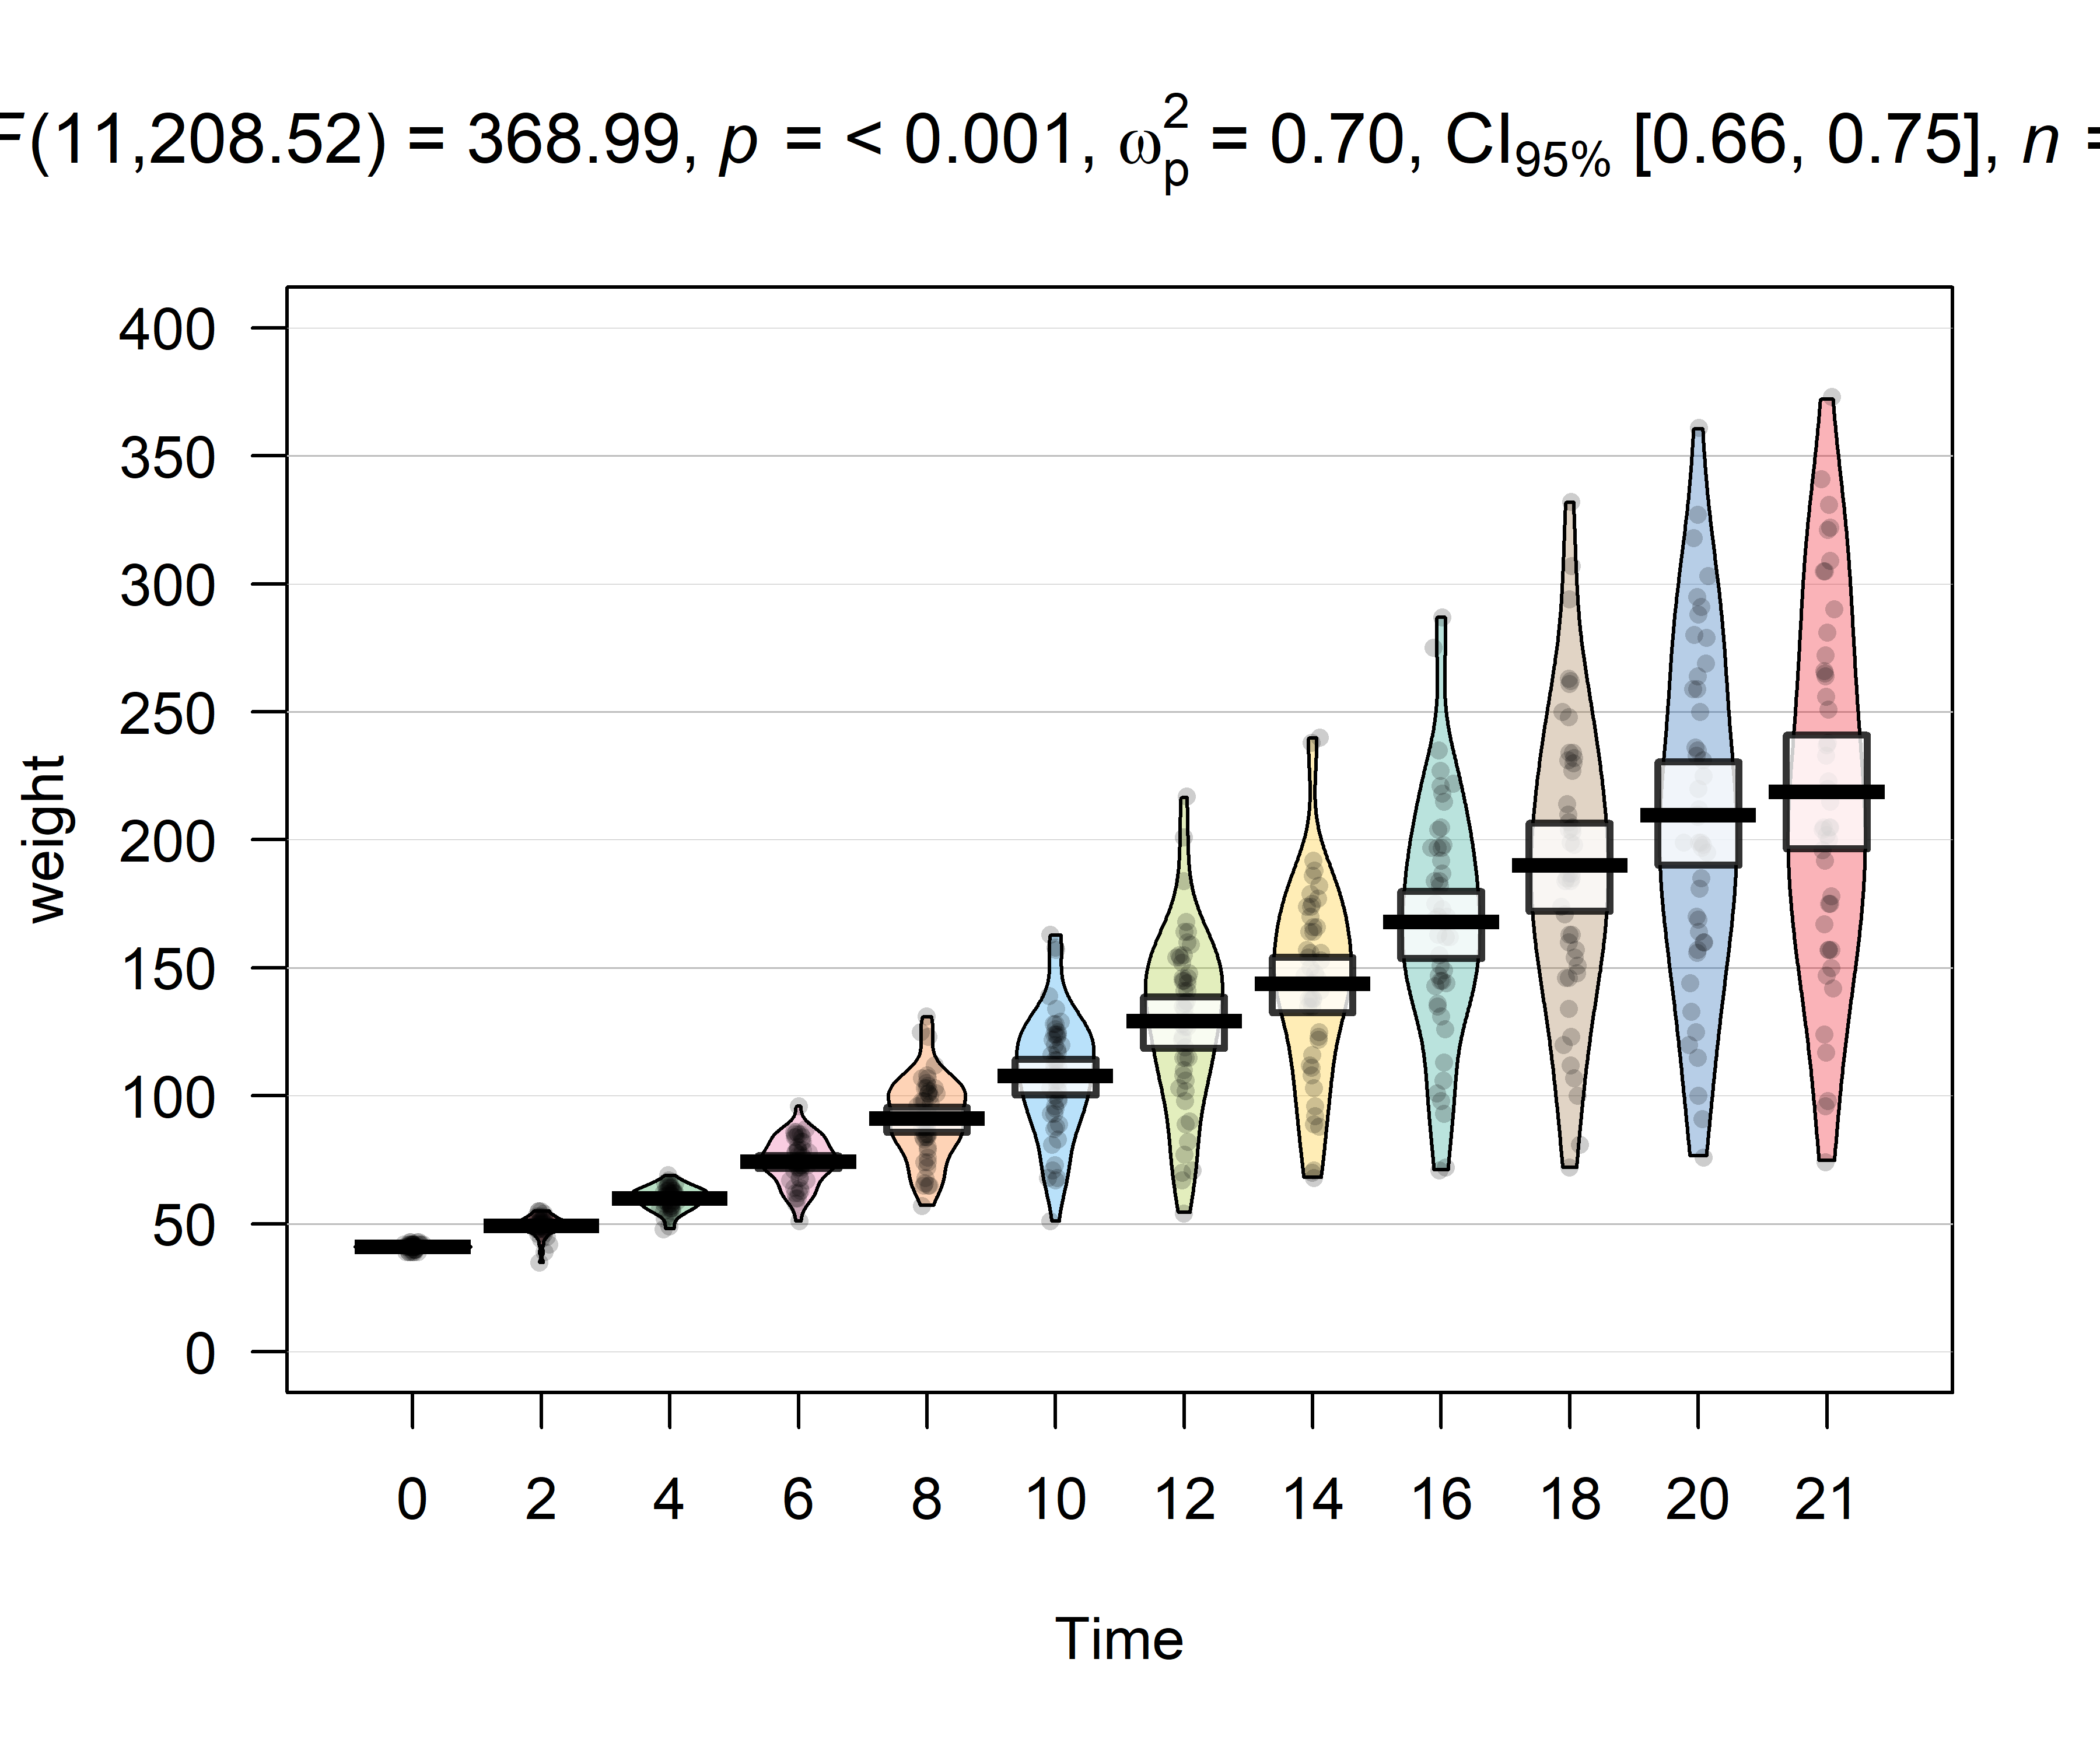 F(11,208.52) = 368.99, p = < 0.001, ωp2 = 0.70, CI95% [0.66, 0.75], n =
400
350
300
250
200
150
100
50
0
weight
0 2 4 6 8 10 12 14 16 18 20 21
Time